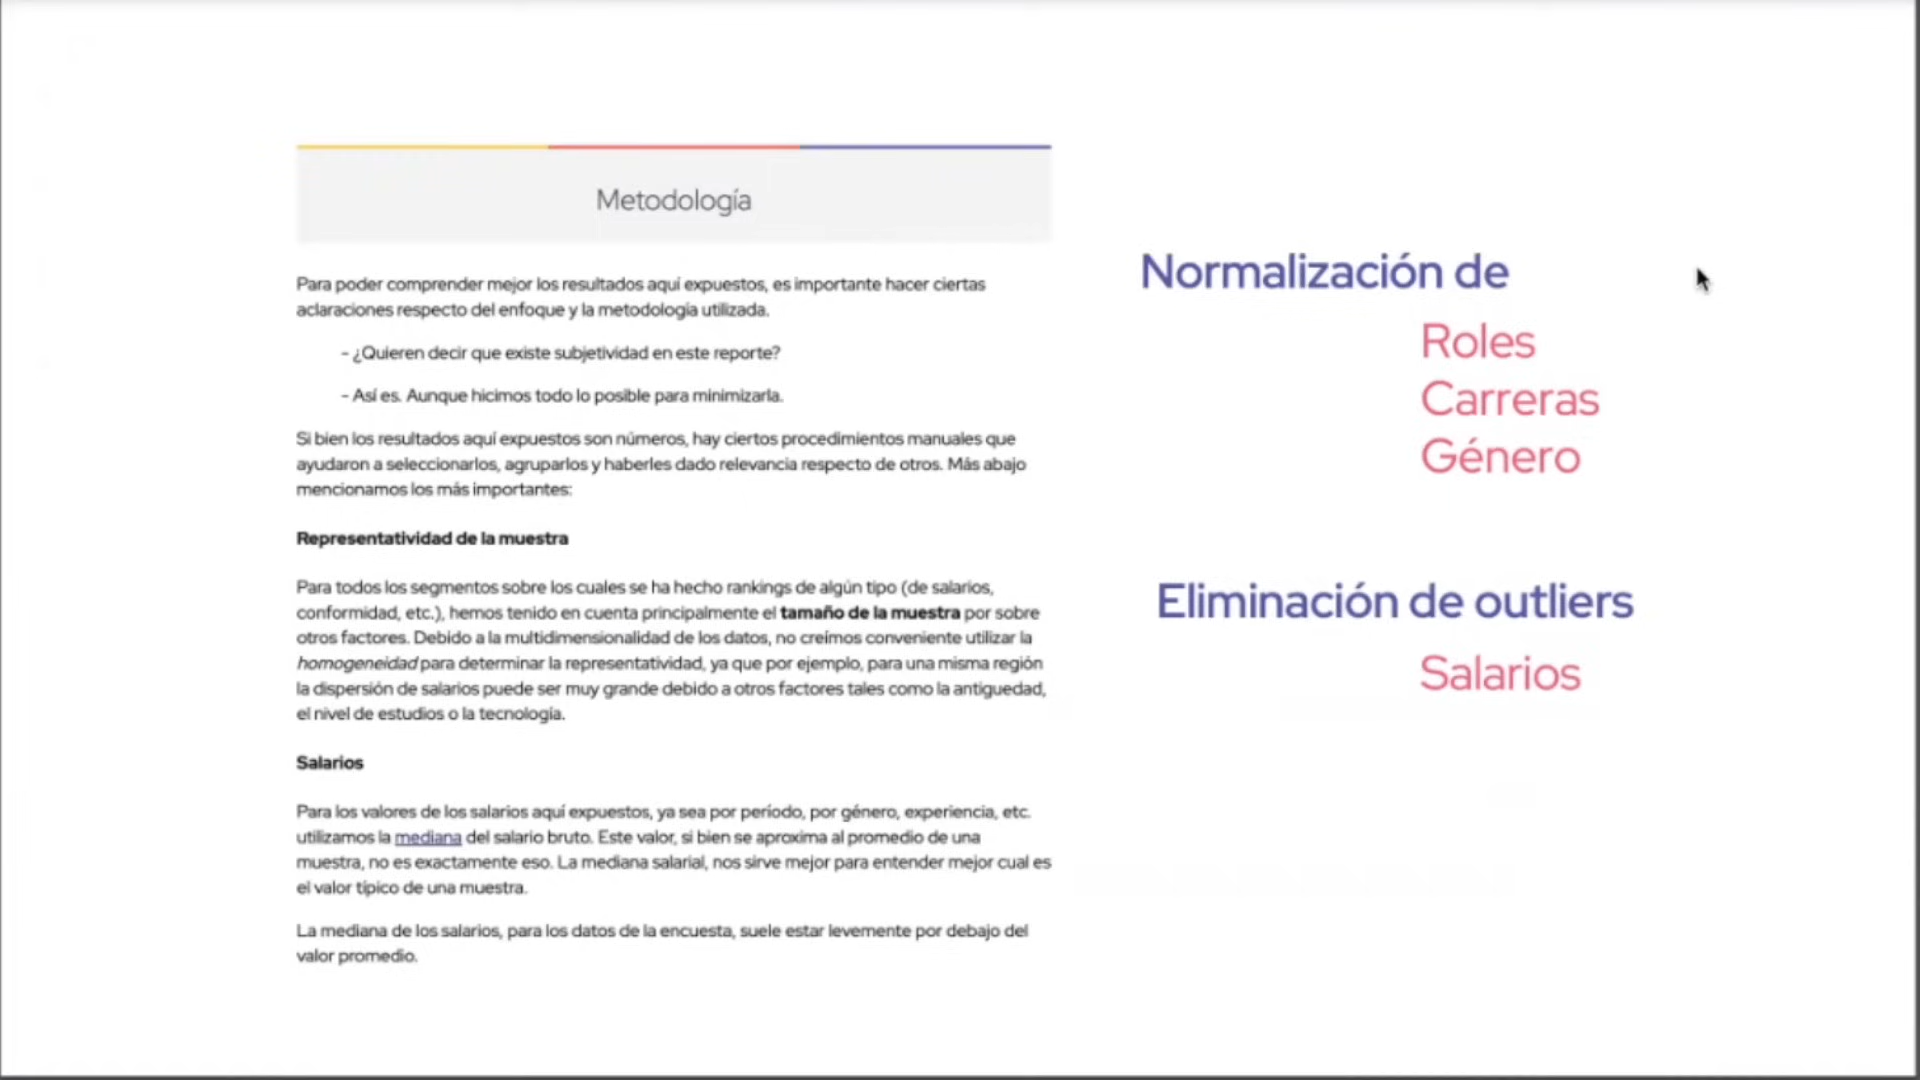 Metodología
Para poder comprender mejor los resultados aquí expuestos, es importante hacer ciertas
aclaraciones respecto del enfoque y la metodología utilizada.
- ¿Quieren decir que existe subjetividad en este reporte?
- Así es. Aunque hicimos todo lo posible para minimizarla.
Si bien los resultados aquí expuestos son números, hay ciertos procedimientos manuales que
ayudaron a seleccionarlos, agruparlos y haberles dado relevancia respecto de otros. Más abajo
mencionamos los más importantes:
Representatividad de la muestra
Para todos los segmentos sobre los cuales se ha hecho rankings de algún tipo (de salarios,
conformidad, etc.), hemos tenido en cuenta principalmente el tamaño de la muestra por sobre
otros factores. Debido a la multidimensionalidad de los datos, no creímos conveniente utilizar la
homogeneidad para determinar la representatividad, ya que por ejemplo, para una misma región
la dispersión de salarios puede ser muy grande debido a otros factores tales como la antiguedad,
el nivel de estudios o la tecnología.
Salarios
Para los valores de los salarios aquí expuestos, ya sea por período, por género, experiencia, etc.
utilizamos la mediana del salario bruto. Este valor, si bien se aproxima al promedio de una
muestra, no es exactamente eso. La mediana salarial, nos sirve mejor para entender mejor cual es
el valor típico de una muestra.
La mediana de los salarios, para los datos de la encuesta, suele estar levemente por debajo del
valor promedio.
Normalización de
Roles
Carreras
Género
Eliminación de outliers
Salarios